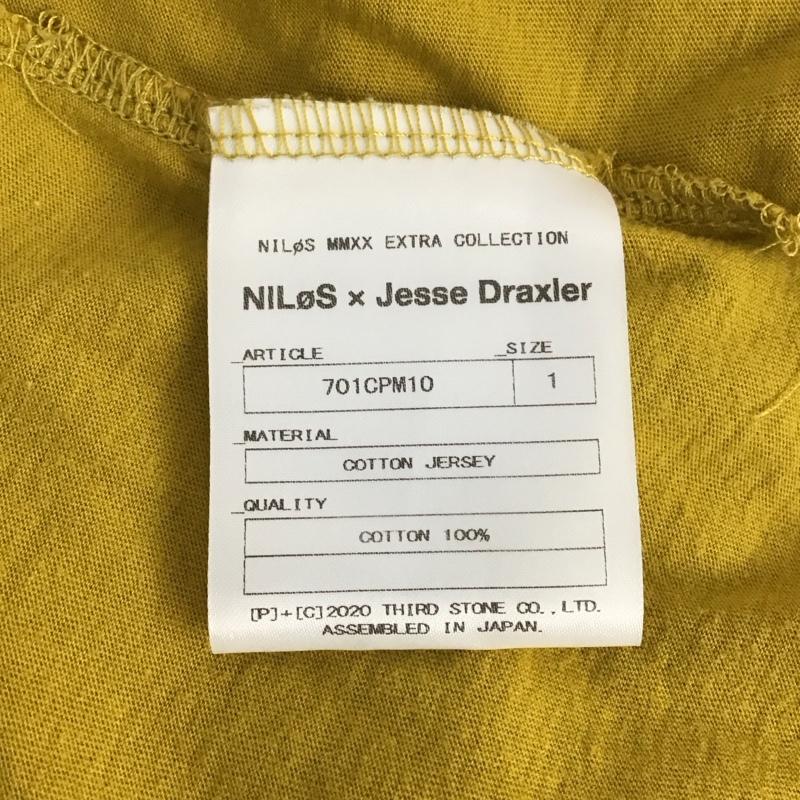 NILøS MMXX EXTRA COLLECTION
NILøS × Jesse Draxler
_ARTICLE _SIZE
701CPM10 1
_MATERIAL
COTTON JERSEY
_QUALITY
COTTON 100%
[P]+[C]2020 THIRD STONE CO.,LTD.
ASSEMBLED IN JAPAN.